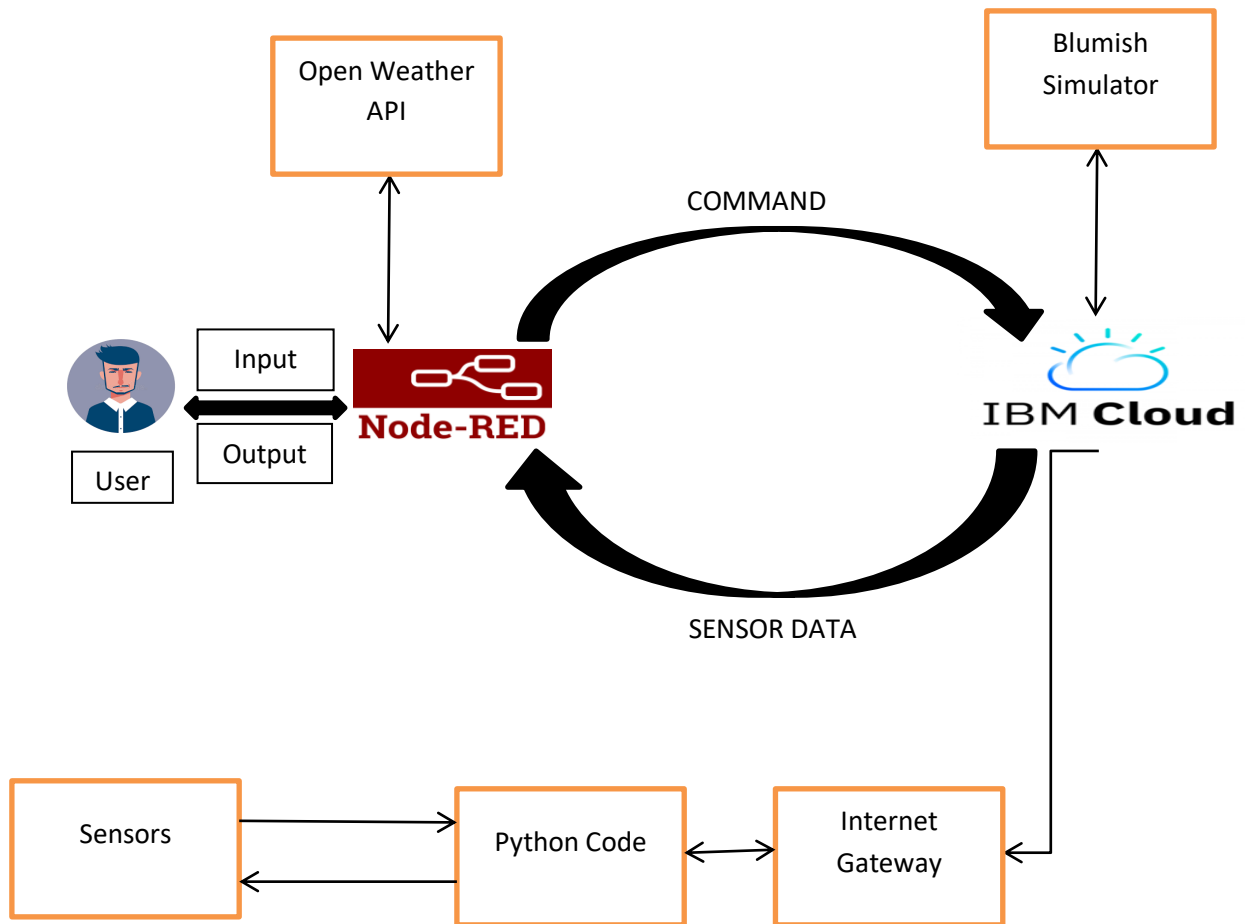 Open Weather
API
Blumish
Simulator
COMMAND
Input
Node-RED
Output
User
IBM Cloud
SENSOR DATA
Sensors
Python Code
Internet
Gateway